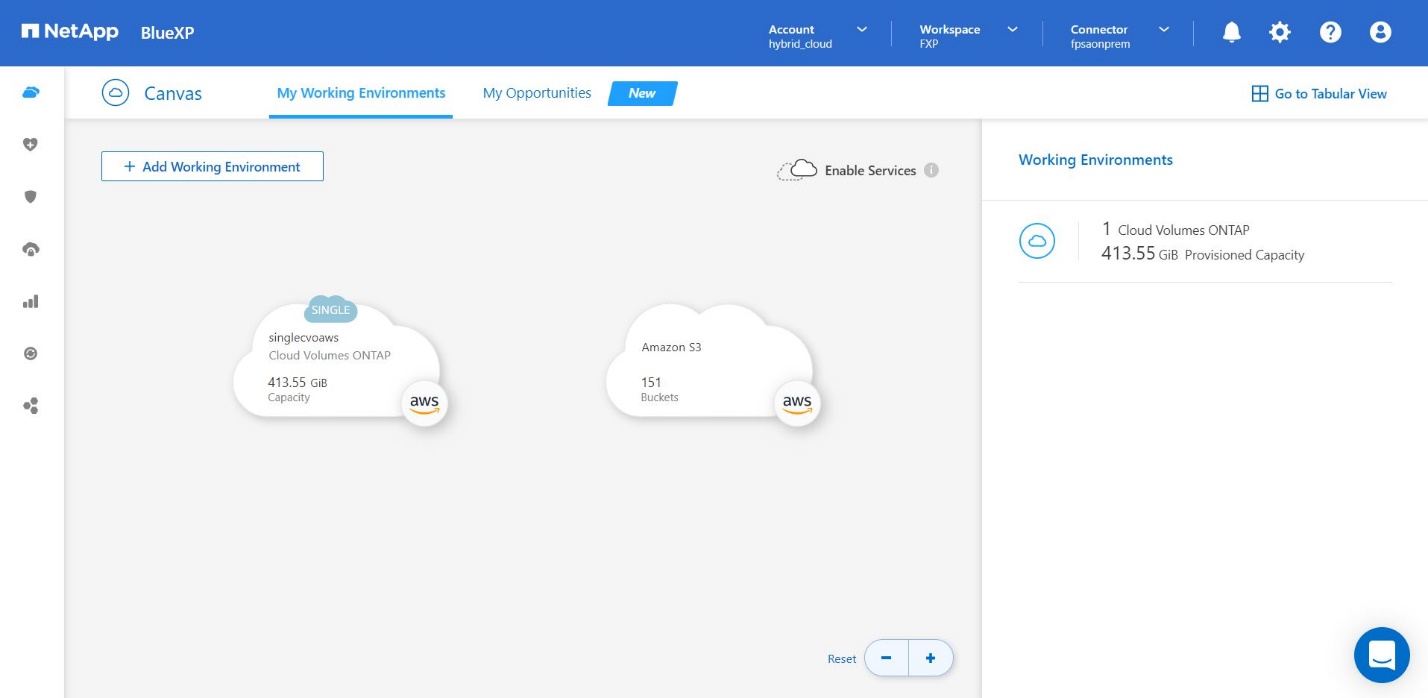 NetApp BlueXP
Account
hybrid_cloud
Workspace
FXP
Connector
fpsaonprem
Canvas
My Working Environments
My Opportunities
New
Go to Tabular View
+ Add Working Environment
Enable Services
Working Environments
1 Cloud Volumes ONTAP
413.55 GiB Provisioned Capacity
SINGLE
singlecvoaws
Cloud Volumes ONTAP
413.55 GiB
Capacity
aws
Amazon S3
151
Buckets
aws
Reset